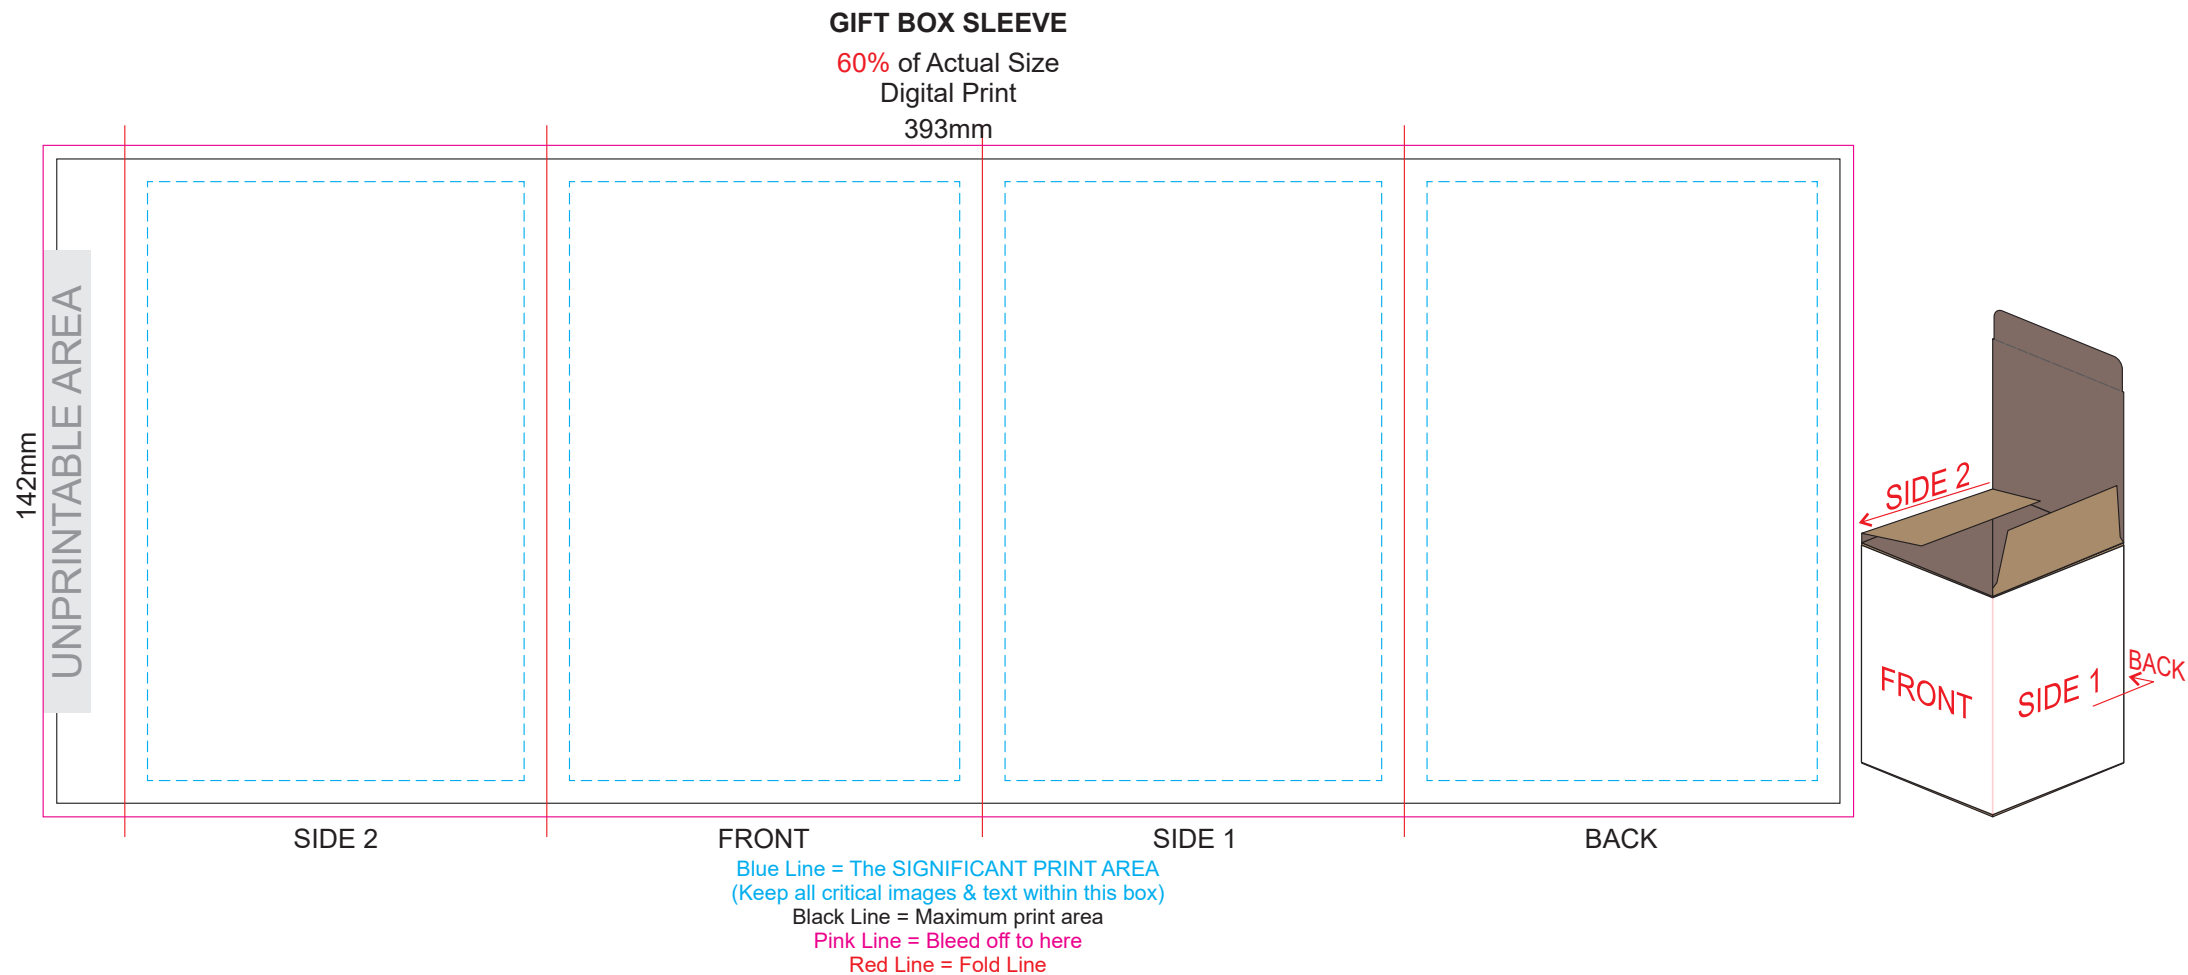 GIFT BOX SLEEVE
60% of Actual Size
Digital Print
393mm
142mm
UNPRINTABLE AREA
SIDE 2
FRONT
SIDE 1
BACK
SIDE 2
FRONT
SIDE 1
BACK
Blue Line = The SIGNIFICANT PRINT AREA
(Keep all critical images & text within this box)
Black Line = Maximum print area
Pink Line = Bleed off to here
Red Line = Fold Line